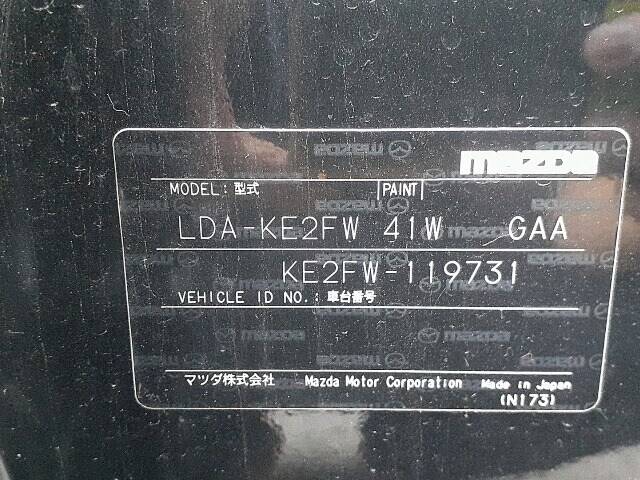 mazda
MODEL: 型式 PAINT
LDA-KE2FW 41W GAA
KE2FW-119731
VEHICLE ID NO.: 車台番号
マツダ株式会社 Mazda Motor Corporation Made in Japan
(N173)